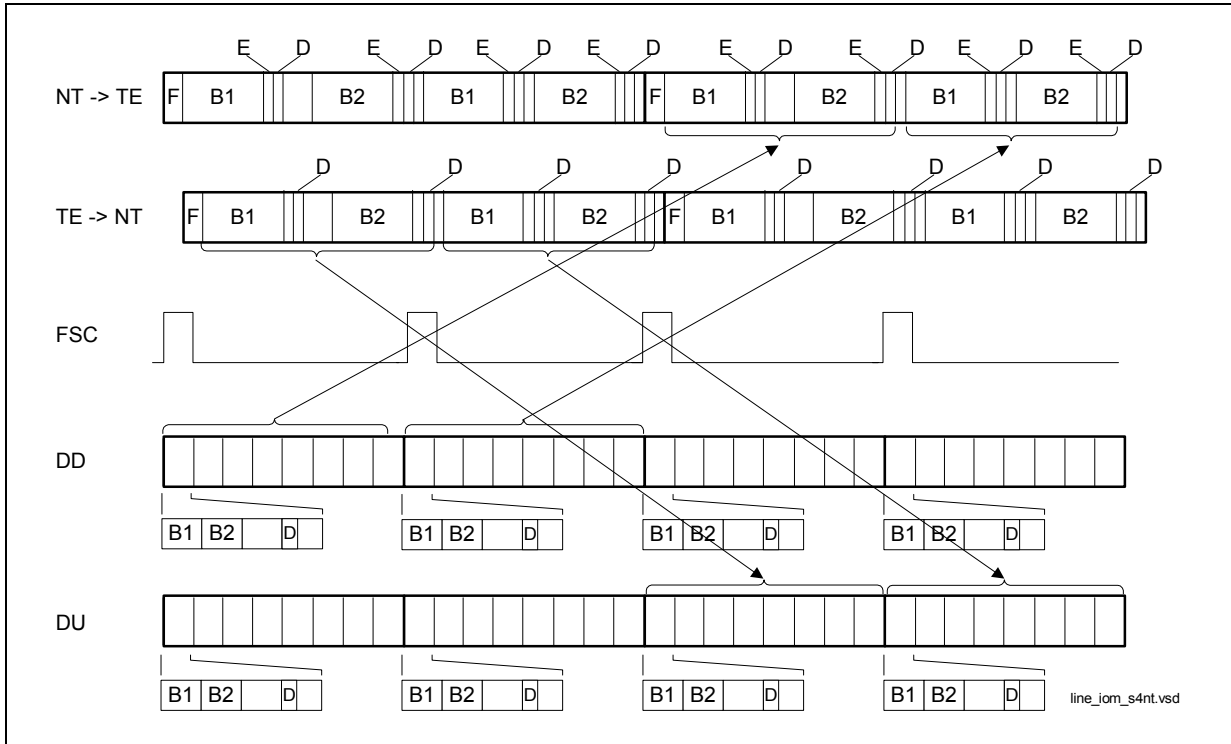 E D E D E D E D E D E D E D E D
NT -> TE F B1 B2 B1 B2 F B1 B2 B1 B2
D D D D D D D D
TE -> NT F B1 B2 B1 B2 F B1 B2 B1 B2
FSC
DD
B1 B2 D B1 B2 D B1 B2 D B1 B2 D
DU
B1 B2 D B1 B2 D B1 B2 D B1 B2 D
line_iom_s4nt.vsd